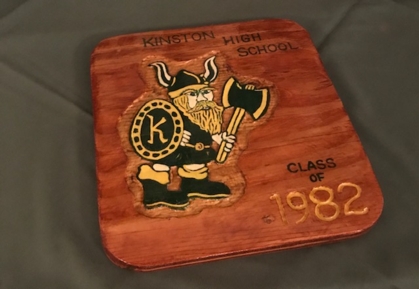 KINSTON HIGH
SCHOOL
K
CLASS
OF
1982